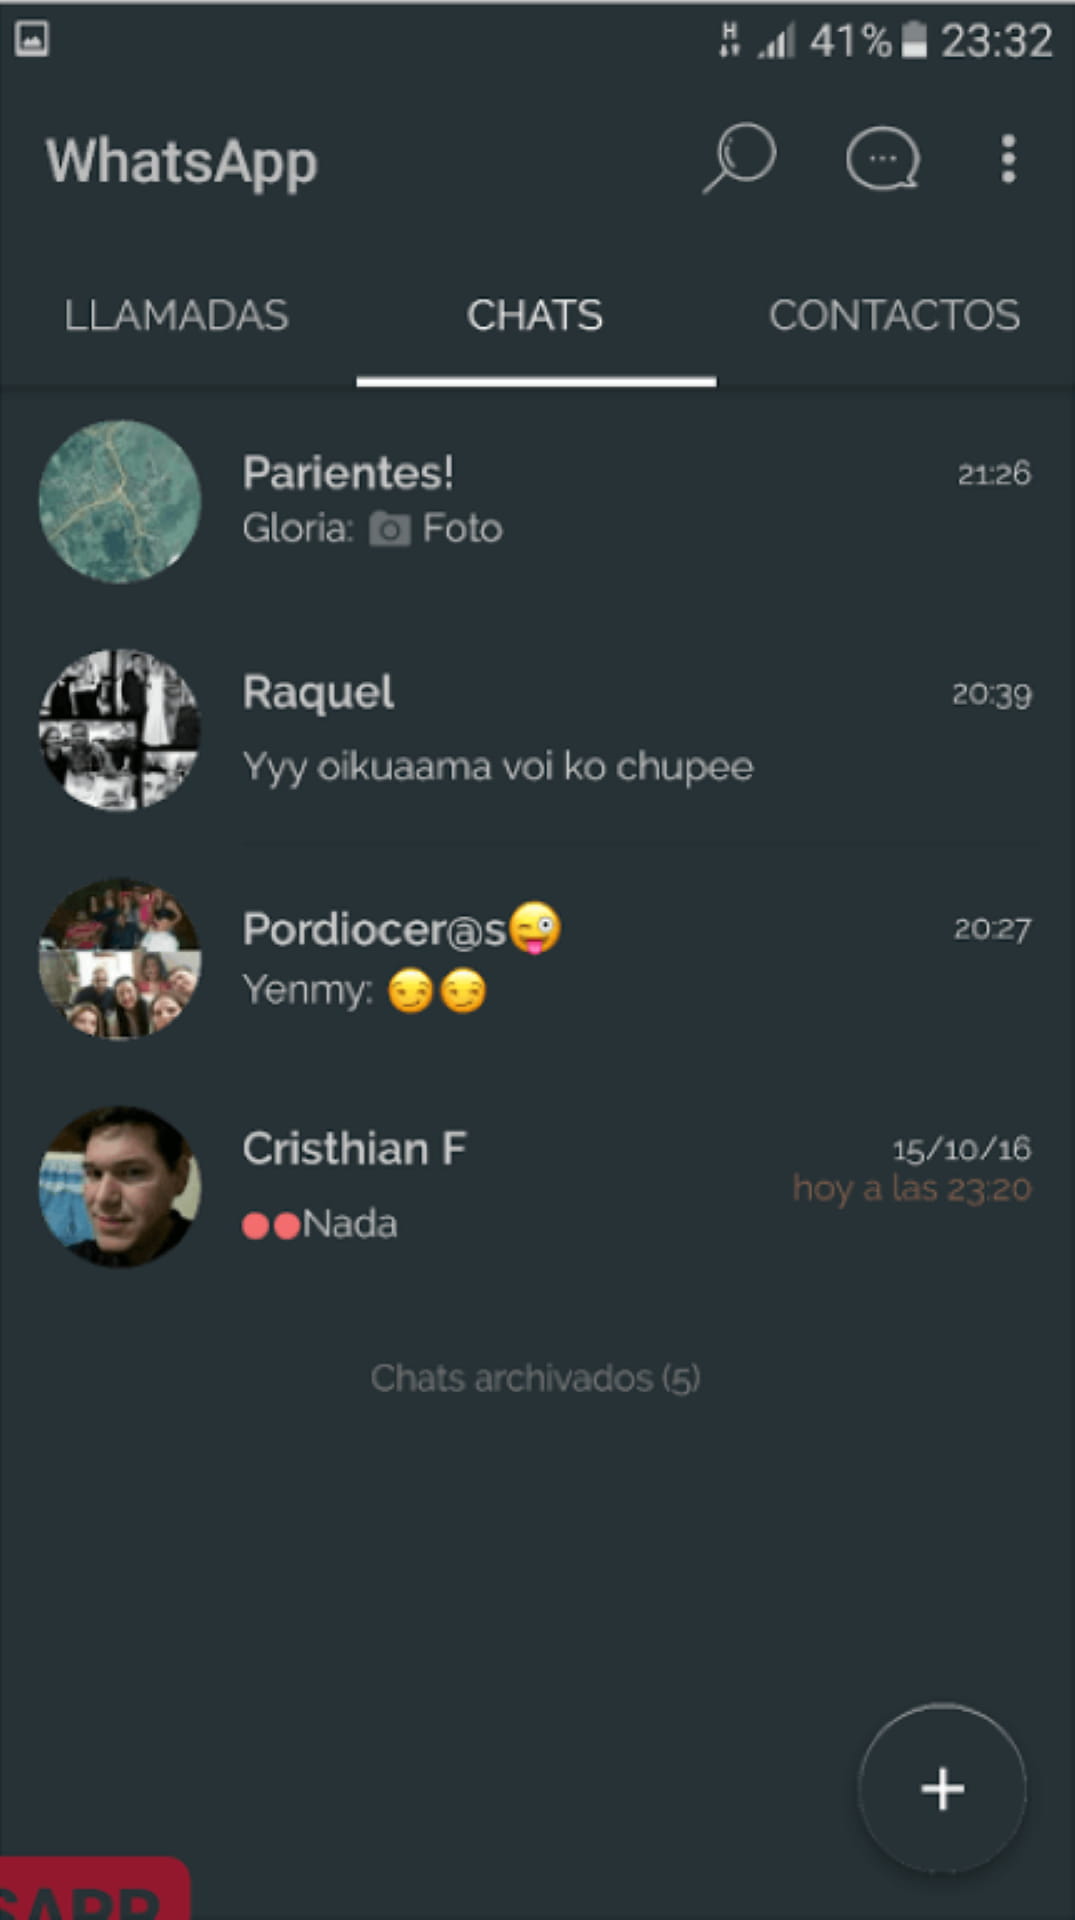 41% 23:32
WhatsApp
LLAMADAS CHATS CONTACTOS
Parientes! 21:26
Gloria: 📷 Foto
Raquel 20:39
Yyy oikuaama voi ko chupee
Pordiocer@s😜 20:27
Yenmy: 😏😏
Cristhian F 15/10/16
hoy a las 23:20
Nada
Chats archivados (5)
SAPP